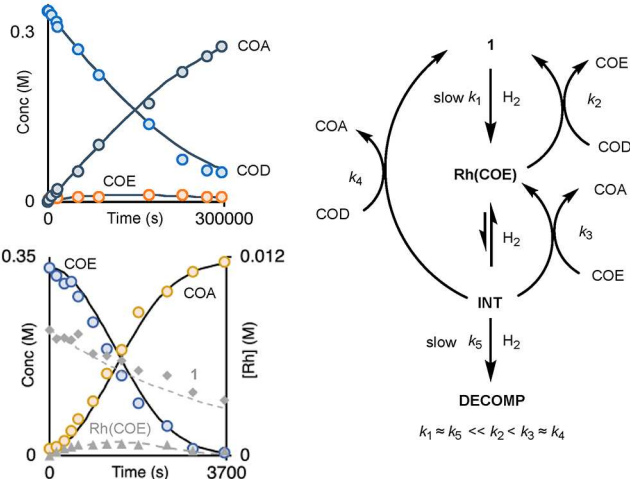 0.3
COA
Conc (M)
COD
COE
0
0
Time (s)
300000
0.35
COE
0.012
COA
Conc (M)
[Rh] (M)
1
Rh(COE)
0
0
0
Time (s)
3700
1
COE
slow k1
H2
k2
COA
COD
k4
Rh(COE)
COA
COD
H2
k3
COE
INT
slow k5
H2
DECOMP
k1 ≈ k5 << k2 < k3 ≈ k4